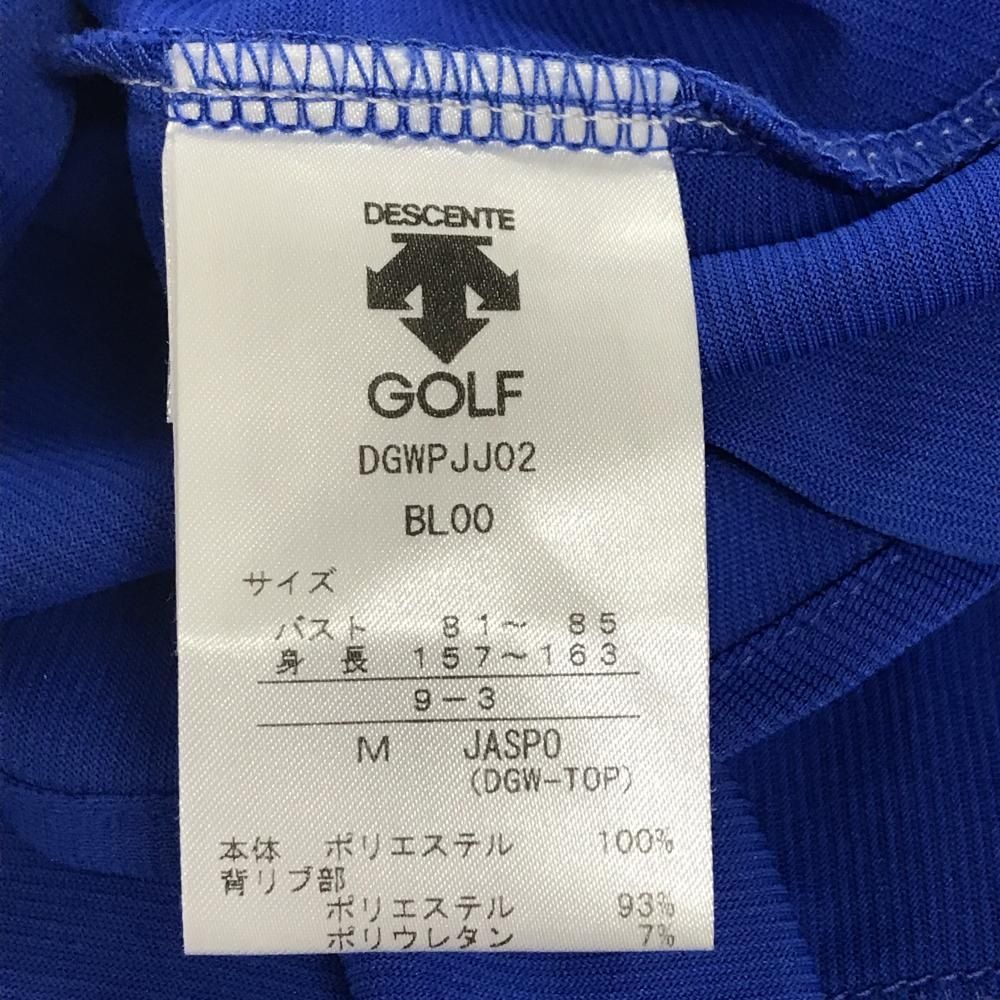 DESCENTE
GOLF
DGWPJJ02
BL00
サイズ
バスト 81～ 85
身 長 157～163
9－3
M JASPO
(DGW-TOP)
本体 ポリエステル 100%
背リブ部
ポリエステル 93%
ポリウレタン 7%